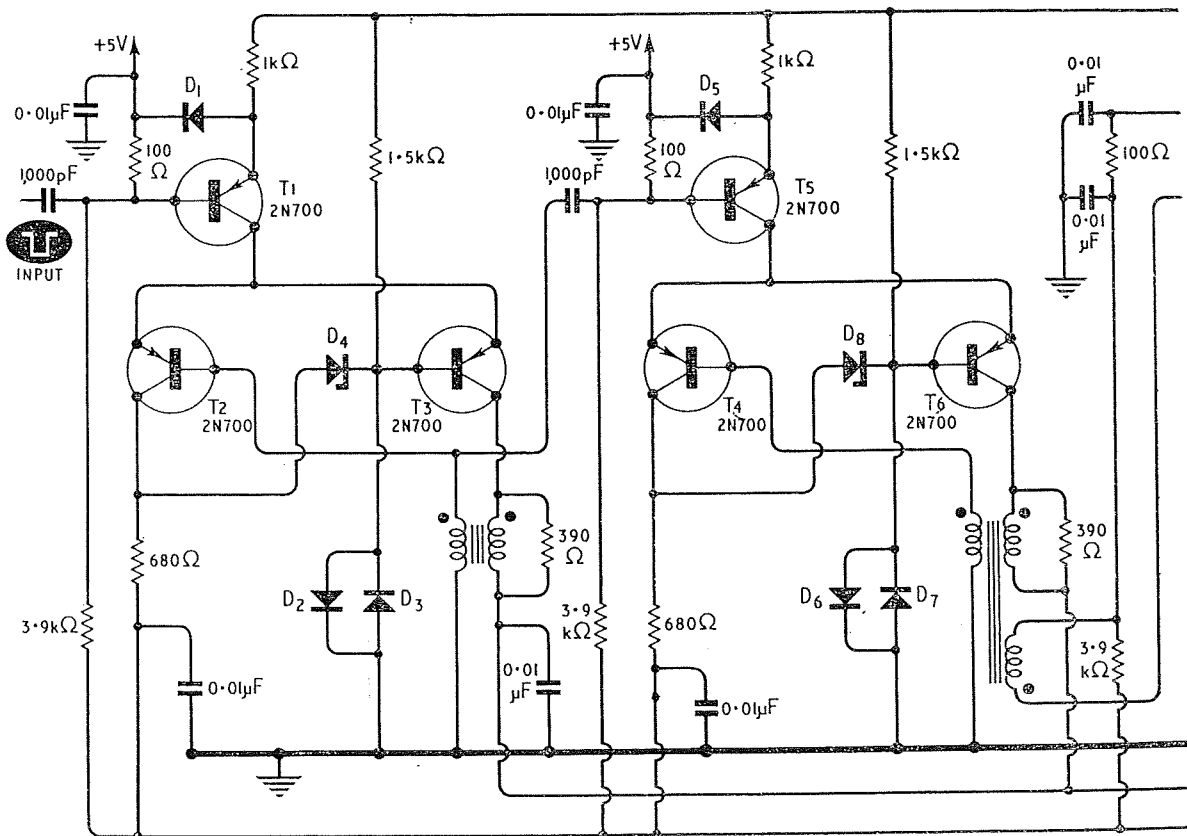 +5V
1kΩ
D1
0·01µF
100
Ω
1,000pF
T1
2N700
INPUT
1·5kΩ
+5V
1kΩ
D5
0·01µF
100
Ω
1,000pF
T5
2N700
1·5kΩ
0·01
µF
100Ω
0·01
µF
D4
T2
2N700
T3
2N700
D8
T4
2N700
T6
2N700
680Ω
390
Ω
D2
D3
3·9kΩ
0·01µF
0·01
µF
3·9
kΩ
680Ω
390
Ω
D6
D7
0·01µF
3·9
kΩ